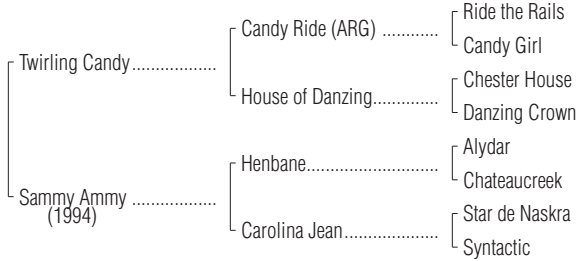 Ride the Rails
Candy Ride (ARG) ............
Candy Girl
Twirling Candy..................
Chester House
House of Danzing..............
Danzing Crown
Alydar
Henbane............................
Chateaucreek
Sammy Ammy ..................
(1994)
Star de Naskra
Carolina Jean....................
Syntactic